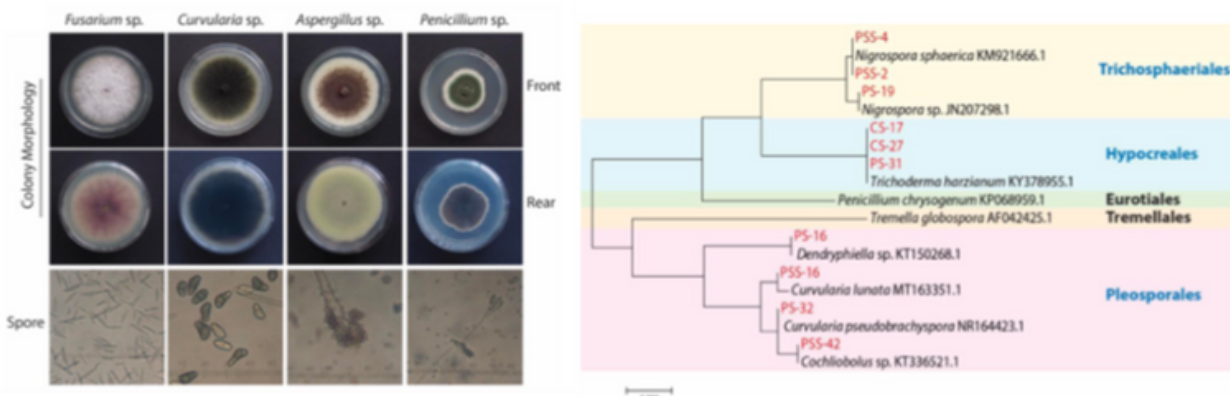 Fusarium sp.
Curvularia sp.
Aspergillus sp.
Penicillium sp.
Colony Morphology
Front
Rear
Spore
PSS-4
Nigrospora sphaerica KM921666.1
PSS-2
PS-19
Nigrospora sp. JN207298.1
Trichosphaeriales
CS-17
CS-27
PS-31
Trichoderma harzianum KY378955.1
Hypocreales
Penicillium chrysogenum KP068959.1
Eurotiales
Tremella globospora AF042425.1
Tremellales
PS-16
Dendryphiella sp. KT150268.1
PSS-16
Curvularia lunata MT163351.1
PS-32
Curvularia pseudobrachyspora NR164423.1
PSS-42
Cochliobolus sp. KT336521.1
Pleosporales